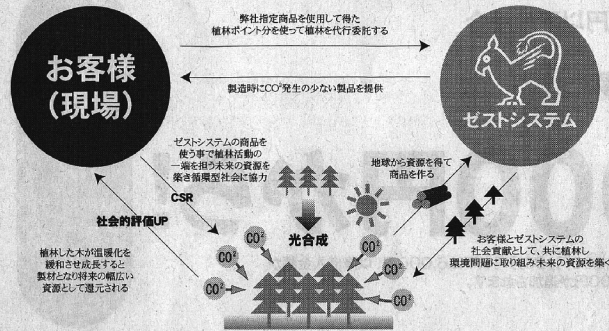 弊社指定商品を使用して得た
植林ポイント分を使って植林を代行委託する
お客様
(現場)
製造時にCO²発生の少ない製品を提供
ゼストシステム
ゼストシステムの商品を
使う事で植林活動の
一端を担う未来の資源を
築き循環型社会に協力
CSR
地球から資源を得て
商品を作る
社会的評価UP
光合成
植林した木が温暖化を
緩和させ成長すると
製材となり将来の幅広い
資源として還元される
お客様とゼストシステムの
社会貢献として、共に植林し
環境問題に取り組み未来の資源を築く
CO²
CO²
CO²
CO²
CO²
CO²
CO²
CO²